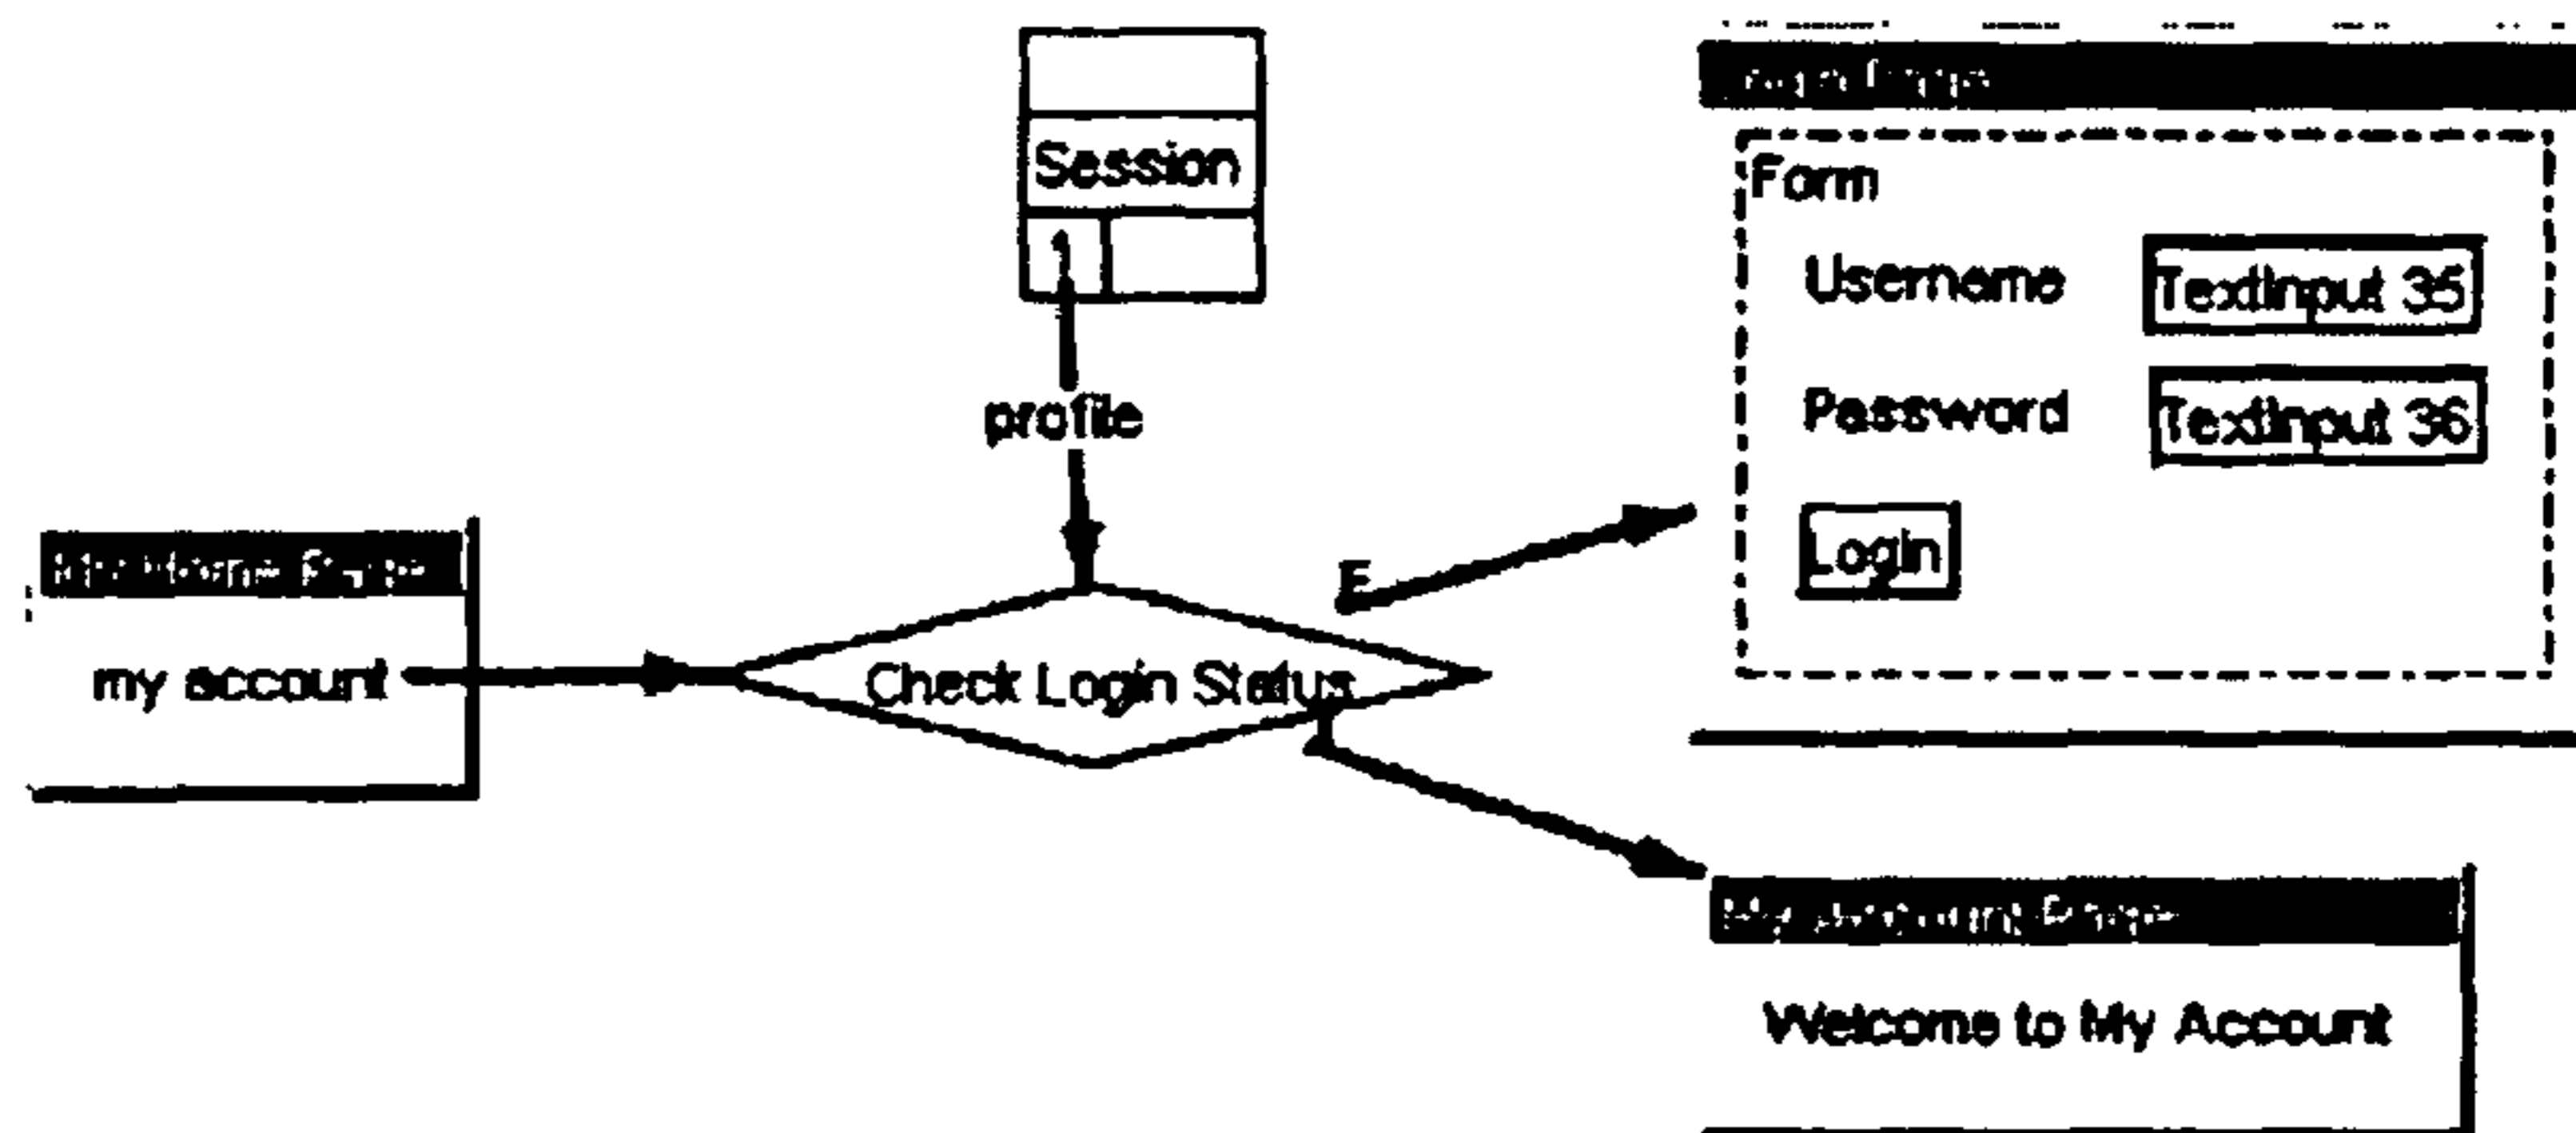 Session
profile
my account
Check Login Status
F
Form
Username TextInput 35
Password TextInput 36
Login
Welcome to My Account